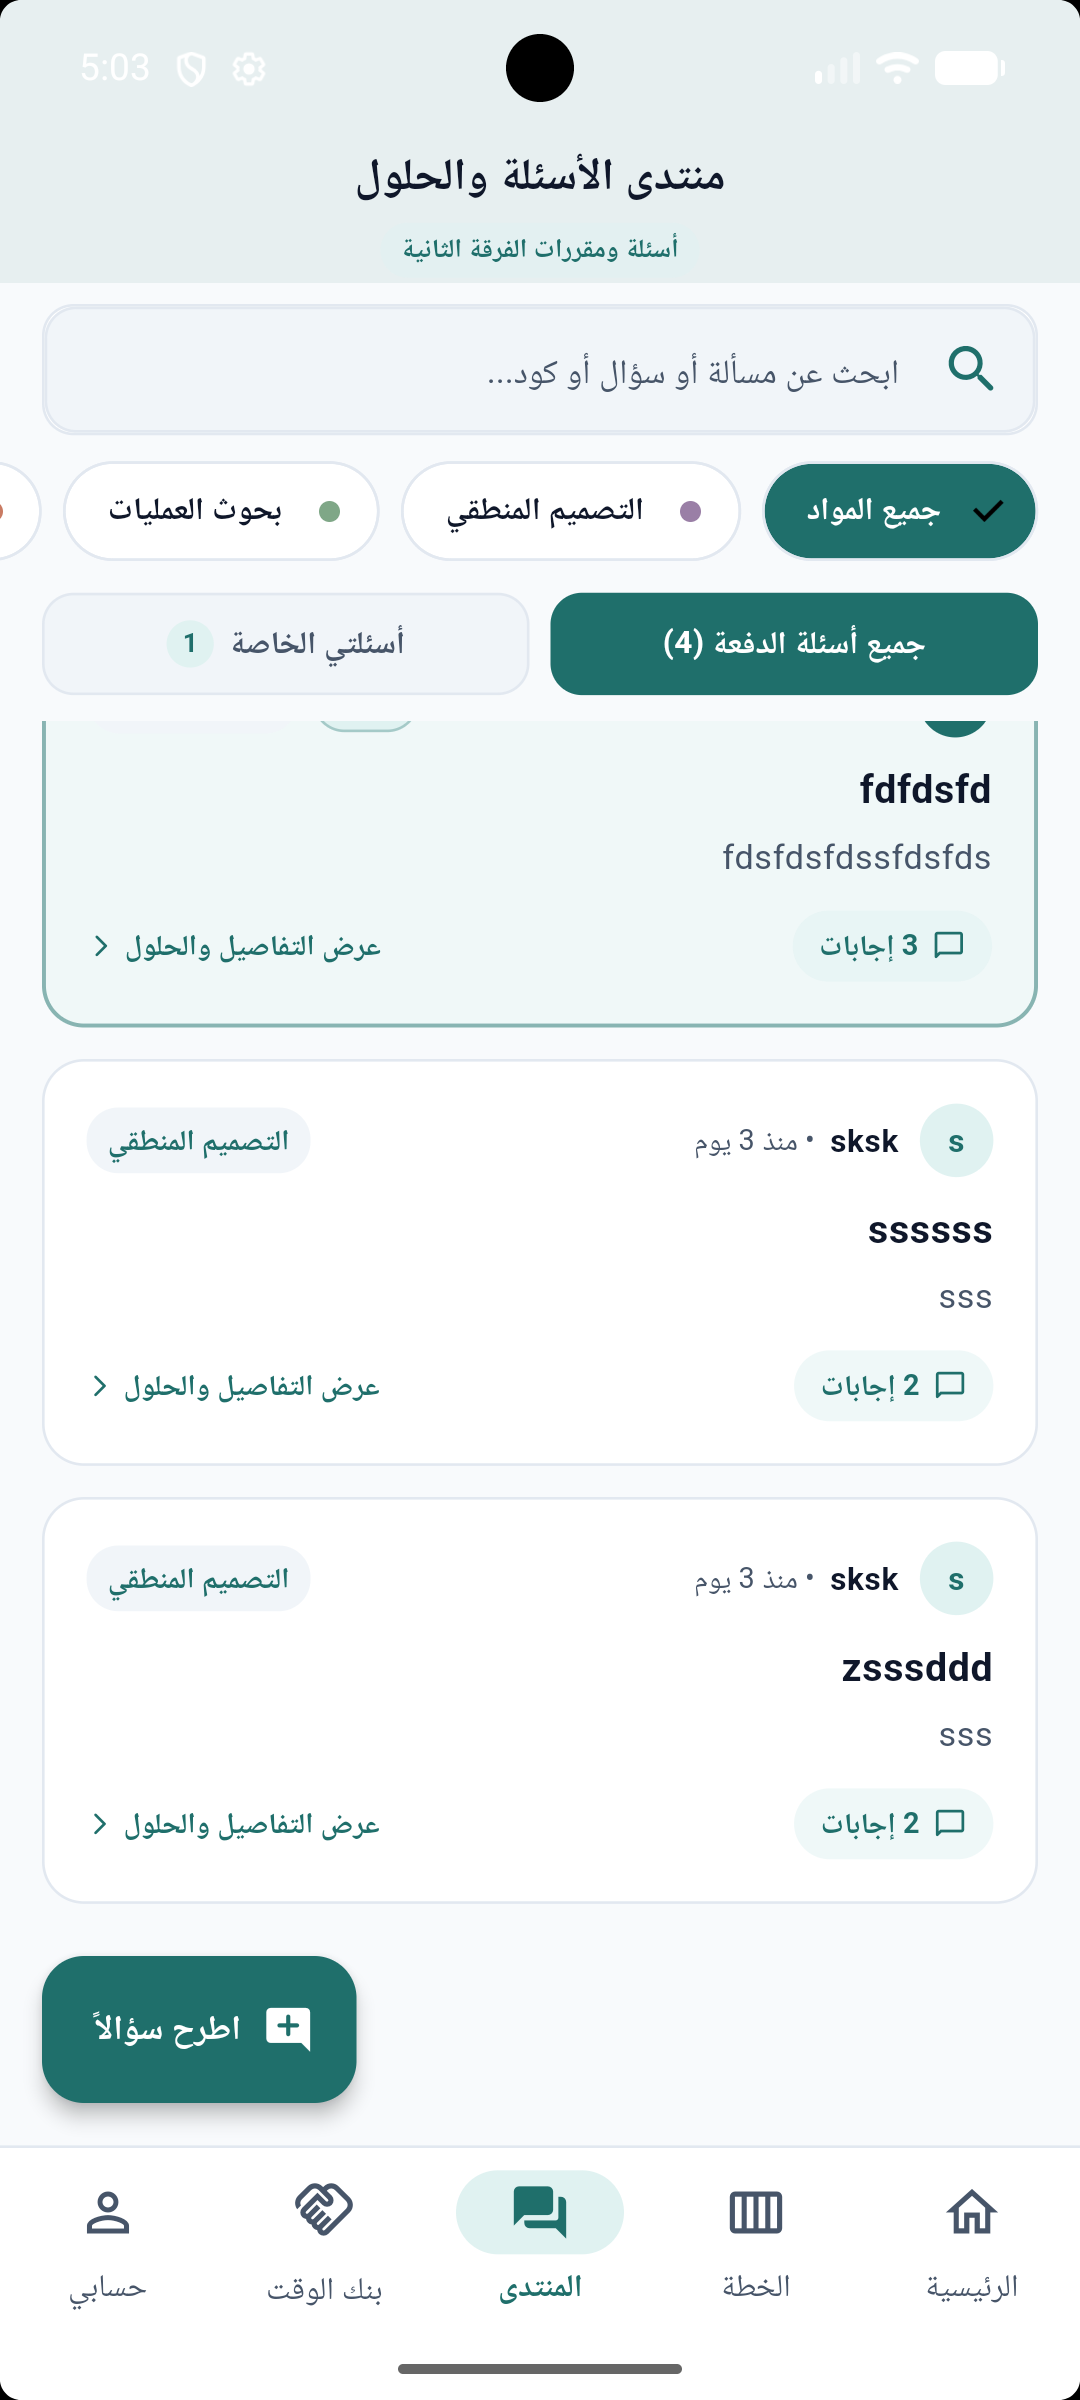 5:03
منتدى الأسئلة والحلول
أسئلة ومقررات الفرقة الثانية
ابحث عن مسألة أو سؤال أو كود...
جميع المواد
التصميم المنطقي
بحوث العمليات
جميع أسئلة الدفعة (4)
أسئلتي الخاصة 1
fdfdsfd
fdsfdsfdssfdsfds
3 إجابات
عرض التفاصيل والحلول
s sksk • منذ 3 يوم
التصميم المنطقي
ssssss
sss
2 إجابات
عرض التفاصيل والحلول
s sksk • منذ 3 يوم
التصميم المنطقي
zsssddd
sss
2 إجابات
عرض التفاصيل والحلول
اطرح سؤالاً
الرئيسية
الخطة
المنتدى
بنك الوقت
حسابي